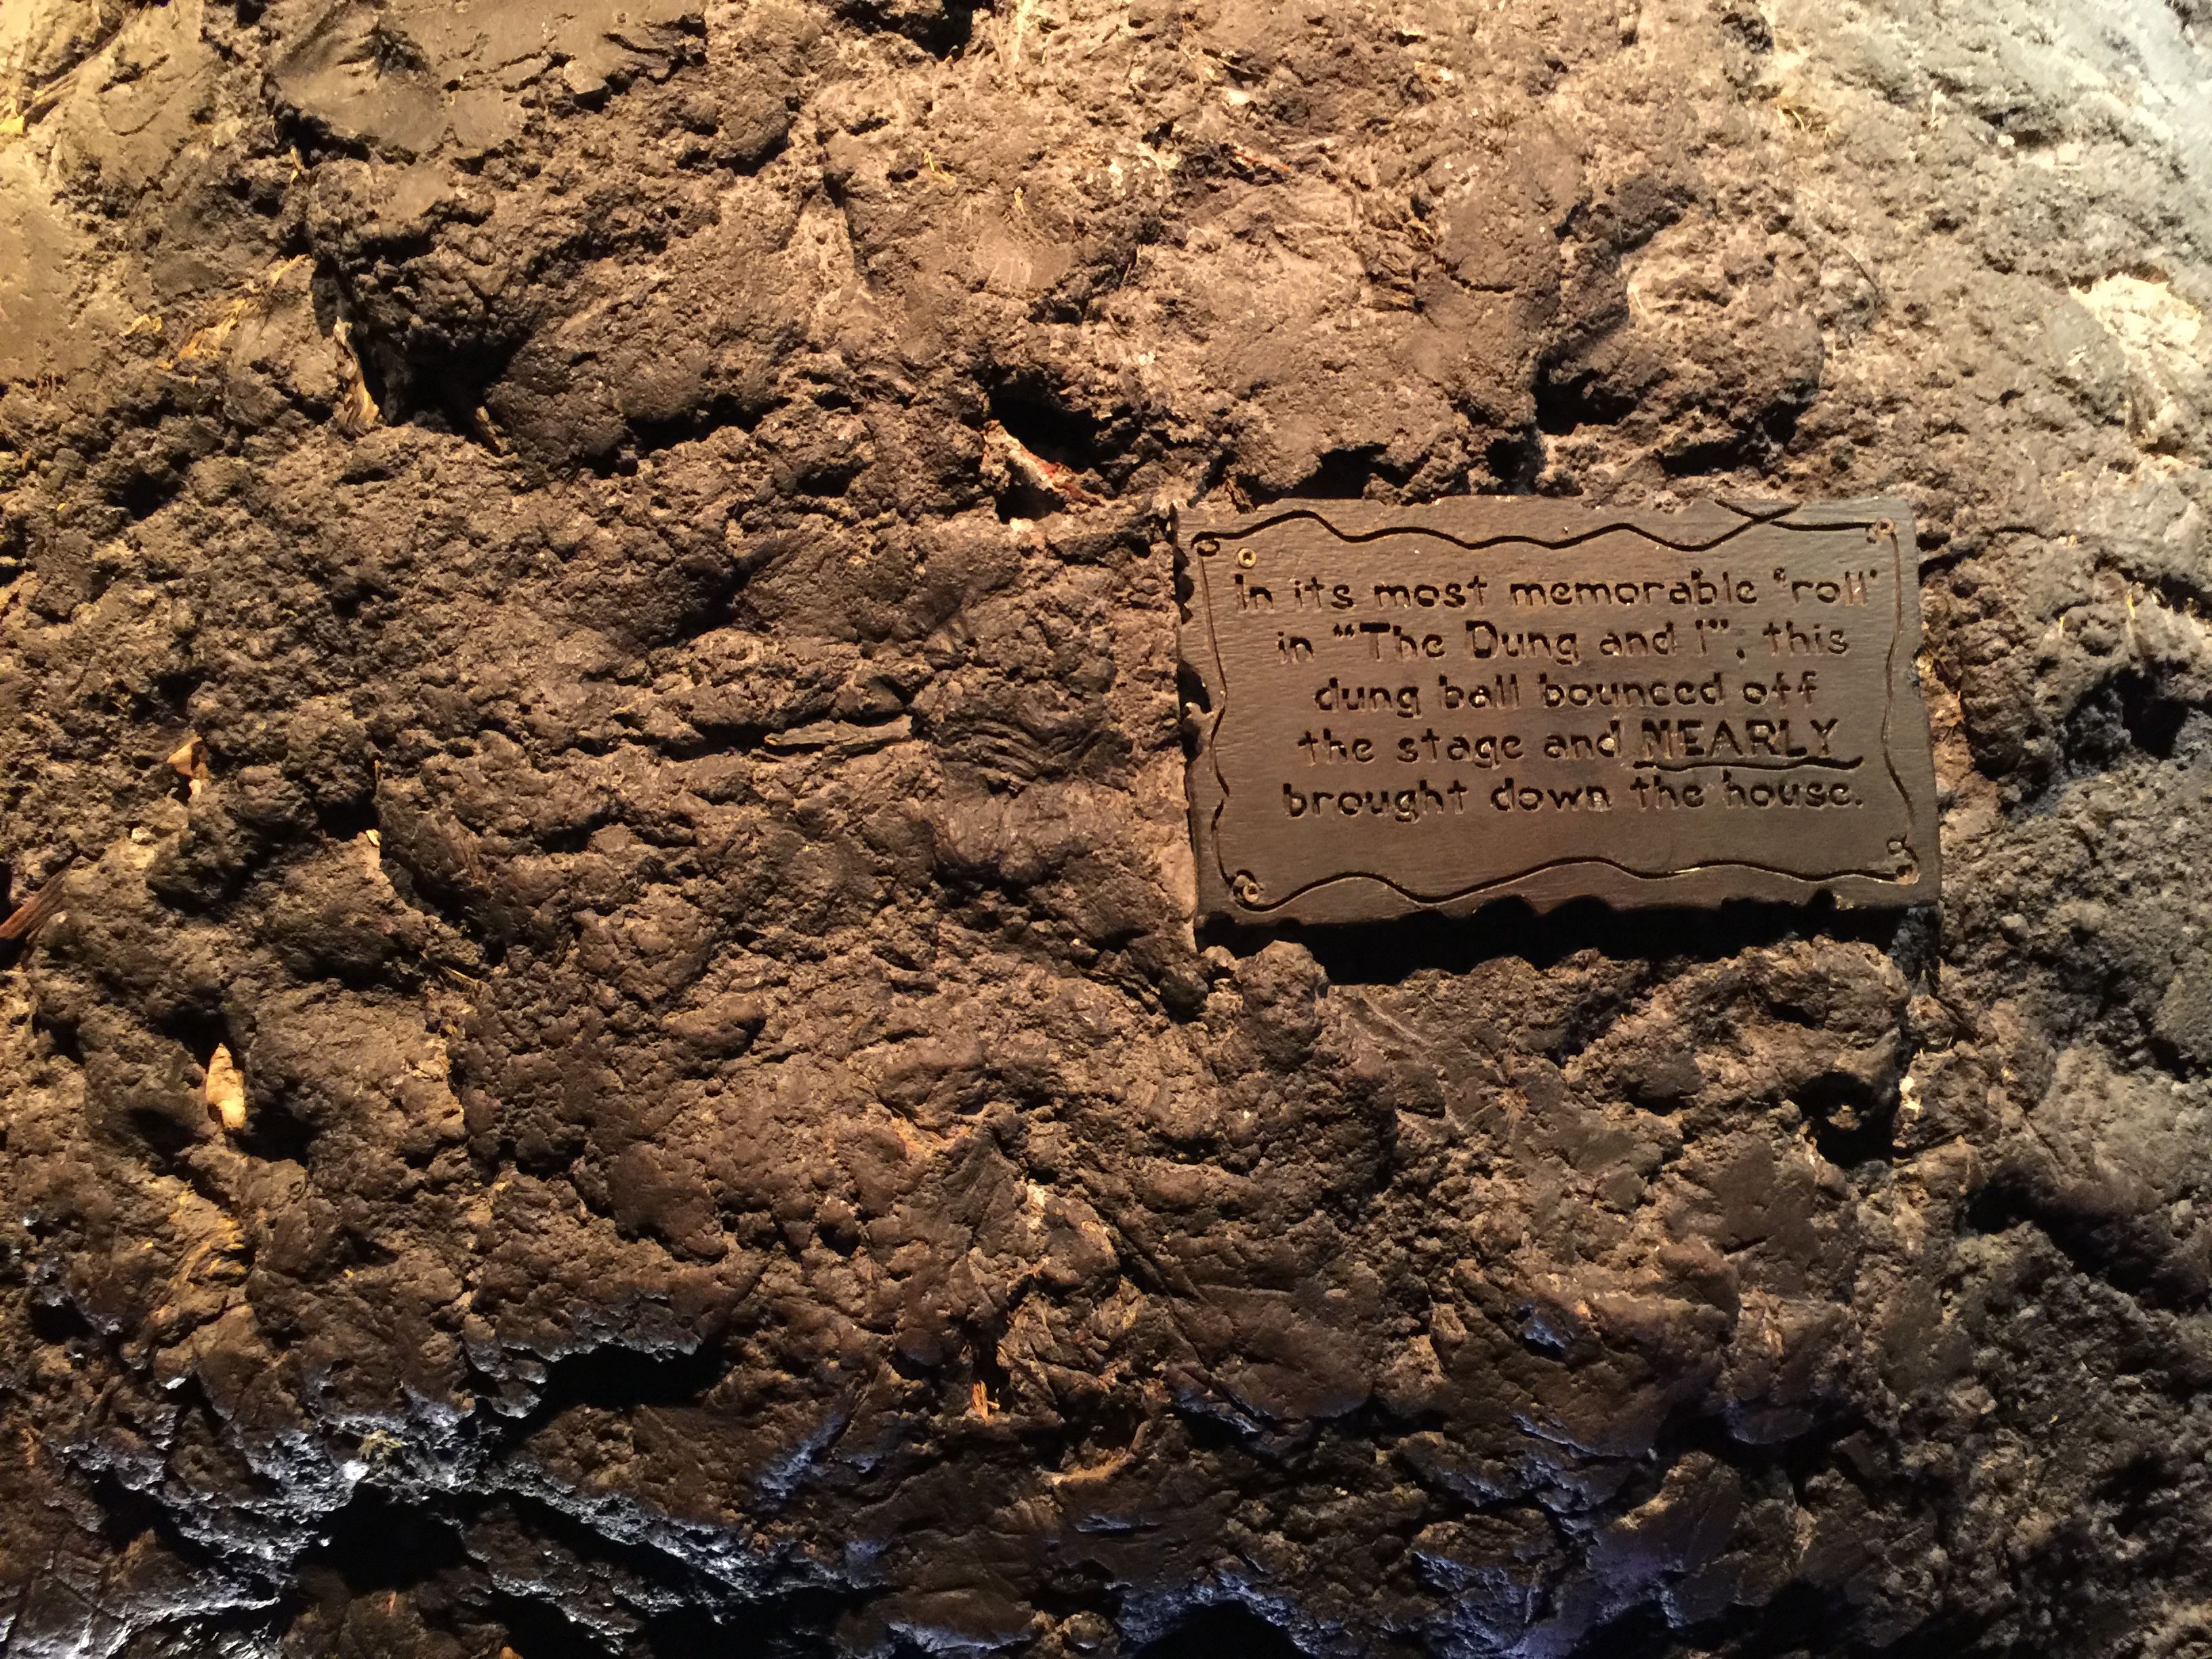 In its most memorable 'roll'
in "The Dung and I", this
dung ball bounced off
the stage and NEARLY
brought down the house.